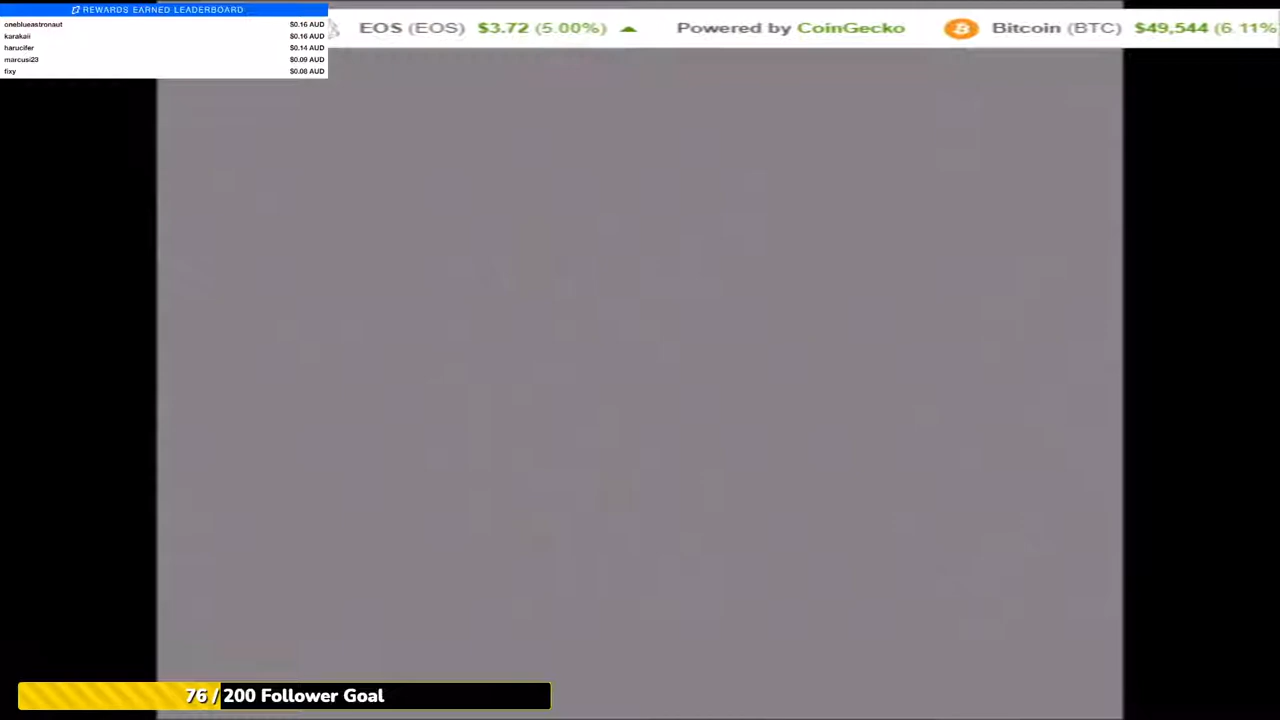 REWARDS EARNED LEADERBOARD
oneblueastronaut $0.16 AUD
karakaii $0.16 AUD
harucifer $0.14 AUD
marcusi23 $0.09 AUD
fixy $0.08 AUD
EOS (EOS) $3.72 (5.00%) Powered by CoinGecko Bitcoin (BTC) $49,544 (6.11%
76 / 200 Follower Goal